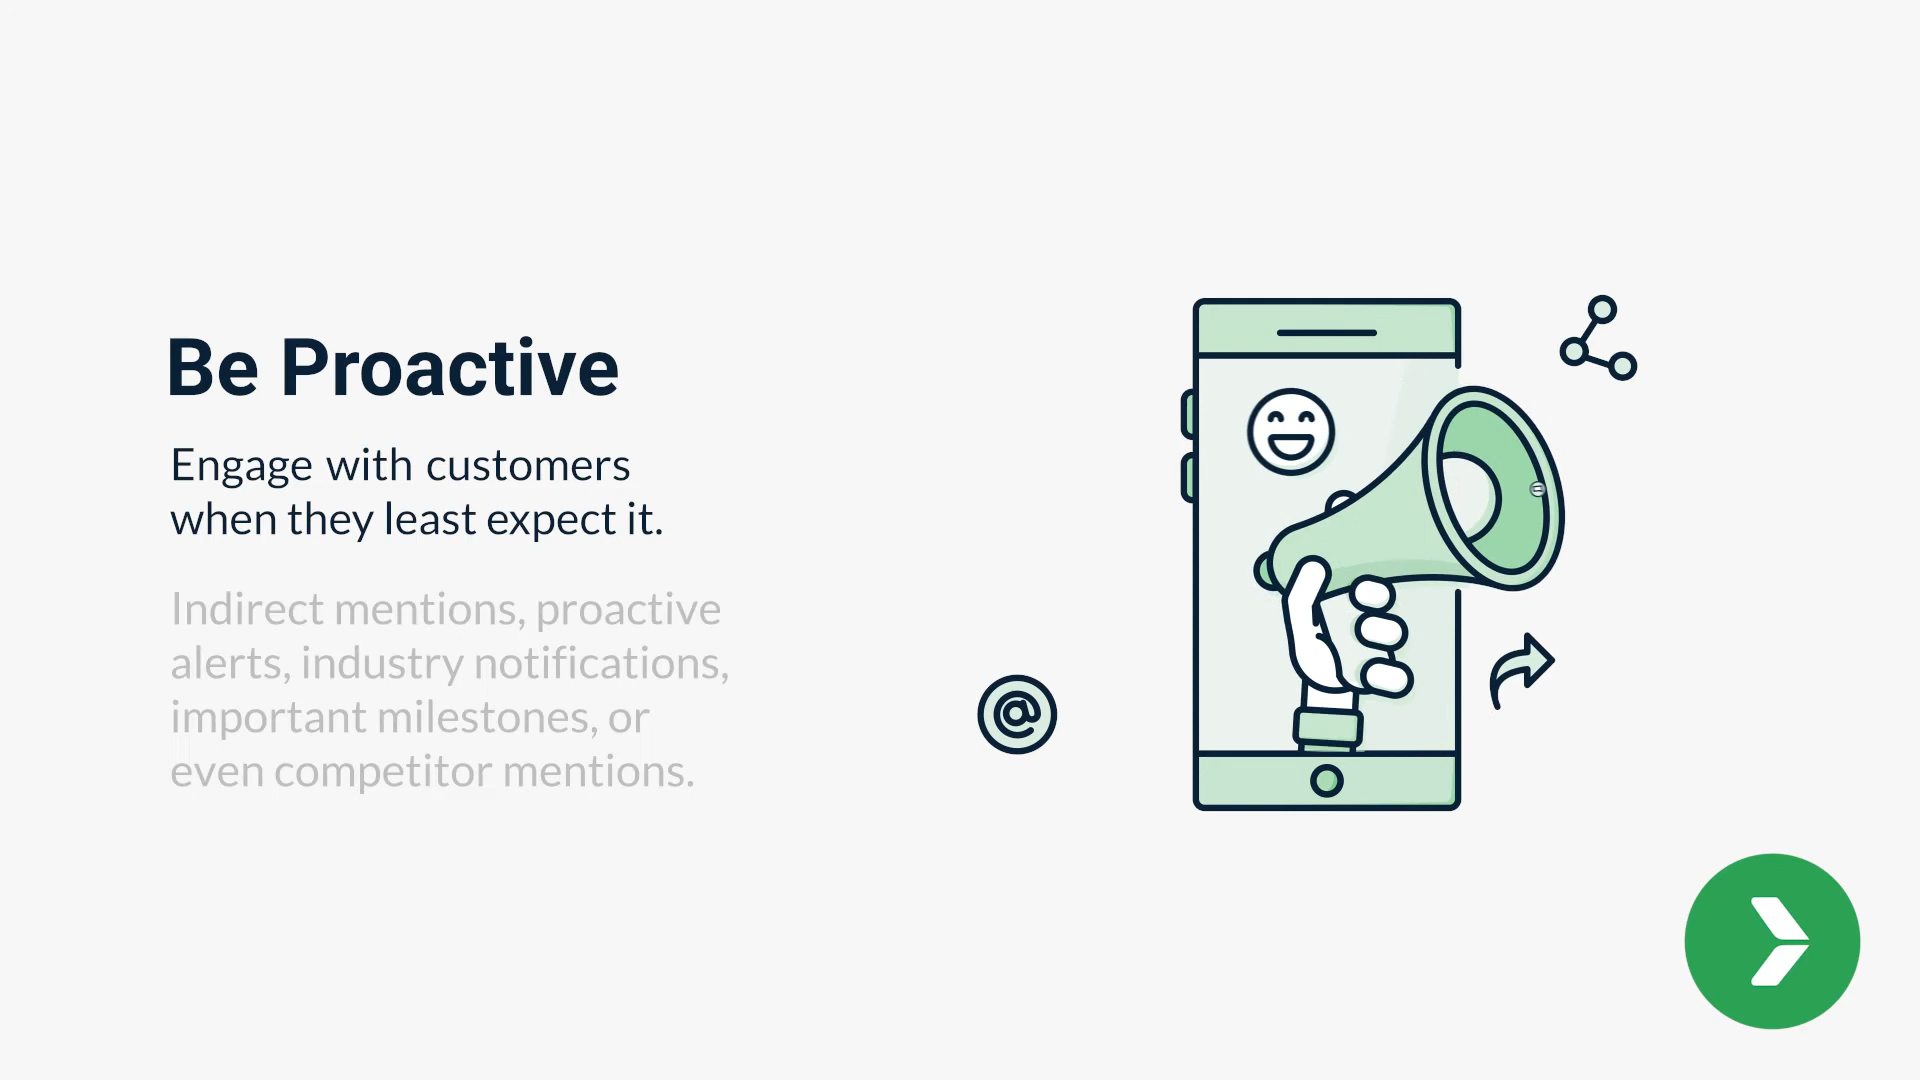 Be Proactive
Engage with customers
when they least expect it.
Indirect mentions, proactive
alerts, industry notifications,
important milestones, or
even competitor mentions.
@